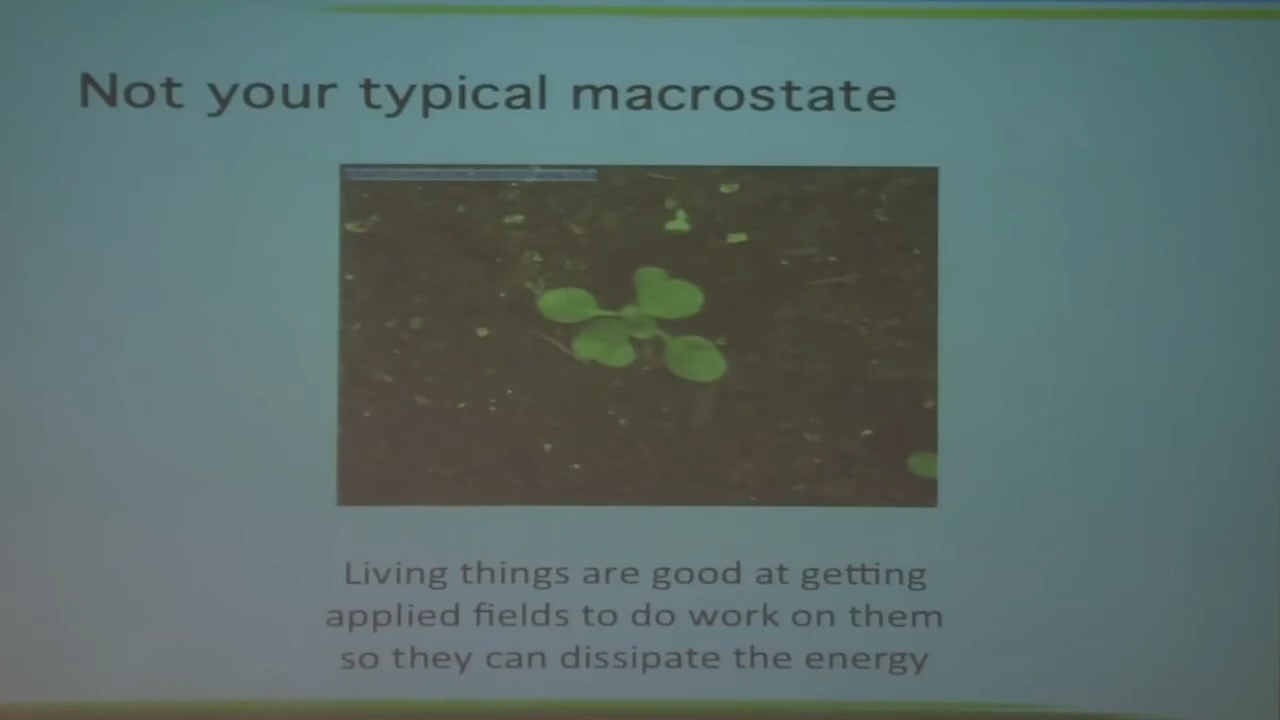 Not your typical macrostate
Living things are good at getting
applied fields to do work on them
so they can dissipate the energy